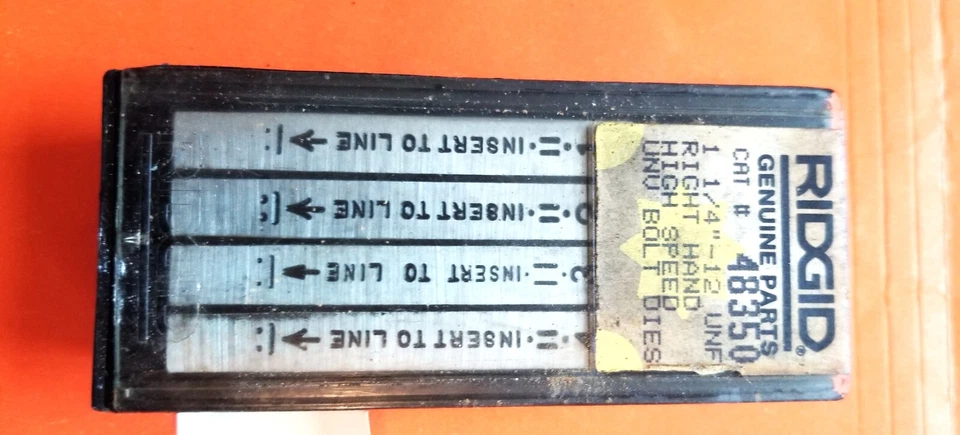 RIDGID®
GENUINE PARTS
CAT # 48350
1 1/4"-12 UNF
RIGHT HAND
HIGH SPEED
UNV BOLT DIES
INSERT TO LINE
INSERT TO LINE
3 INSERT TO LINE
INSERT TO LINE